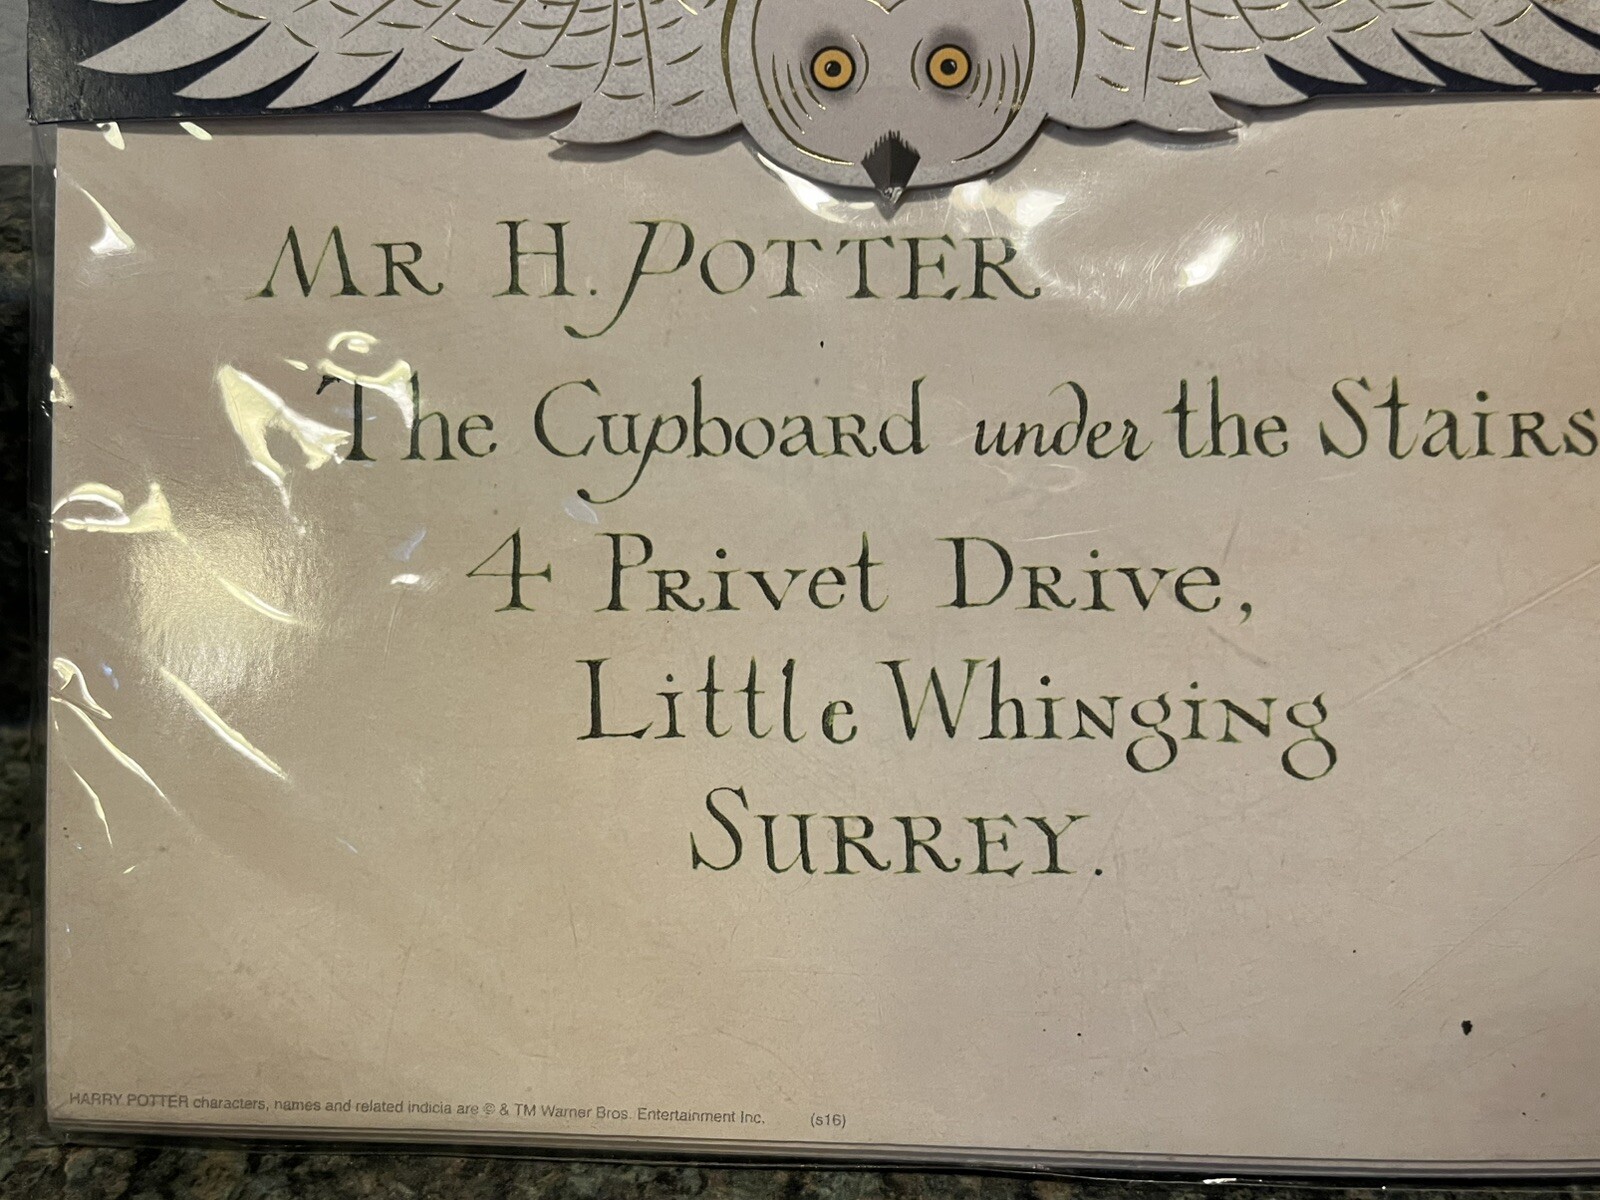 Mr H. Potter
The Cupboard under the Stairs
4 Privet Drive,
Little Whinging
Surrey.
HARRY POTTER characters, names and related indicia are © & TM Warner Bros. Entertainment Inc. (s16)